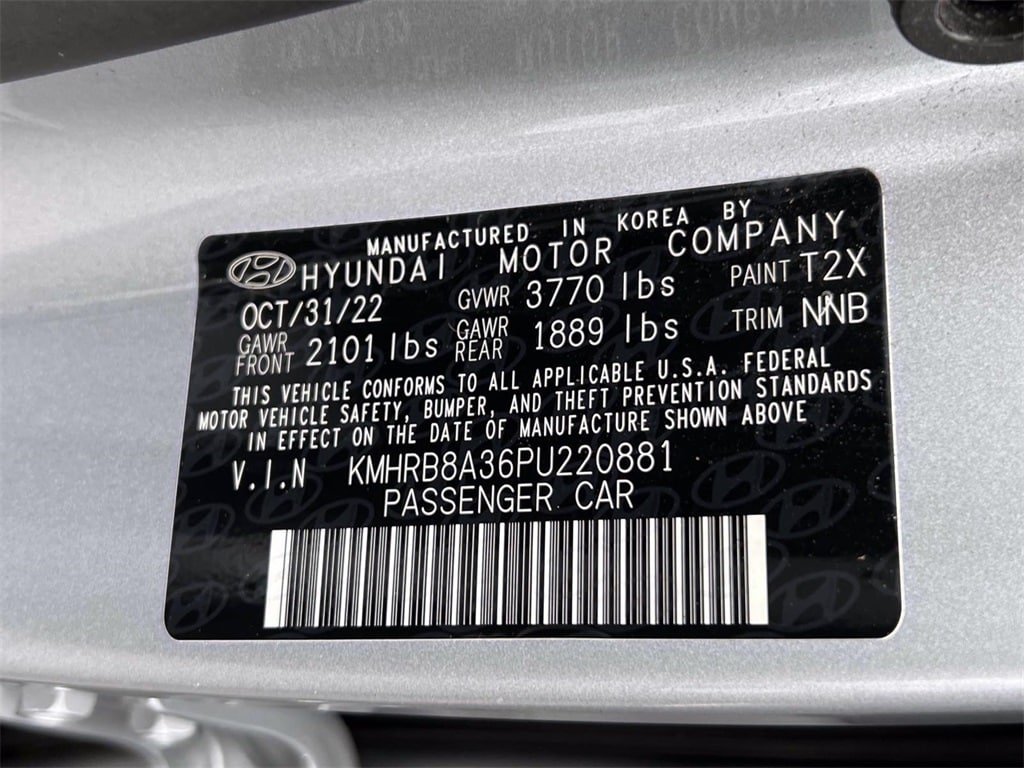 MANUFACTURED IN KOREA BY
HYUNDAI MOTOR COMPANY
OCT/31/22 GVWR 3770 lbs PAINT T2X
GAWR FRONT 2101 lbs GAWR REAR 1889 lbs TRIM NNB
THIS VEHICLE CONFORMS TO ALL APPLICABLE U.S.A. FEDERAL
MOTOR VEHICLE SAFETY, BUMPER, AND THEFT PREVENTION STANDARDS
IN EFFECT ON THE DATE OF MANUFACTURE SHOWN ABOVE
V.I.N KMHRB8A36PU220881
PASSENGER CAR